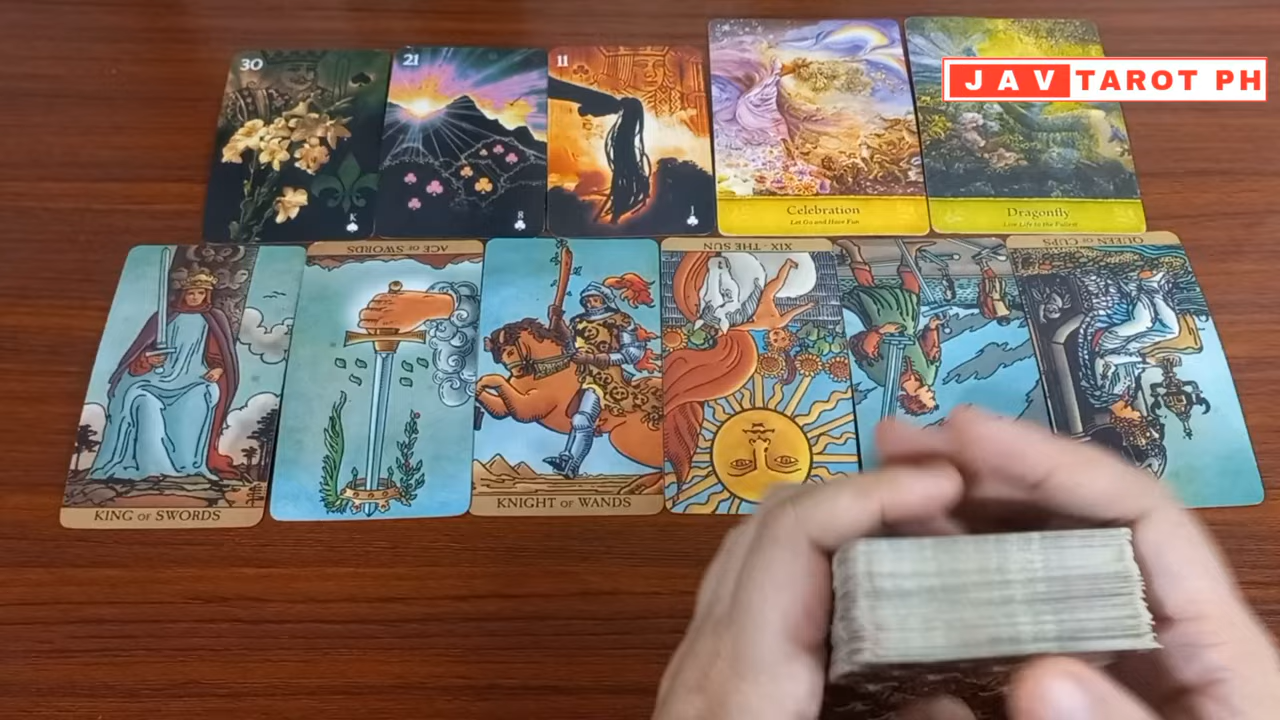 30
21
11
K
8
J
Celebration
Let Go and Have Fun
Dragonfly
Live Life to the Fullest
JAV TAROT PH
ACE OF SWORDS
XIX · THE SUN
QUEEN OF CUPS
KING OF SWORDS
KNIGHT OF WANDS